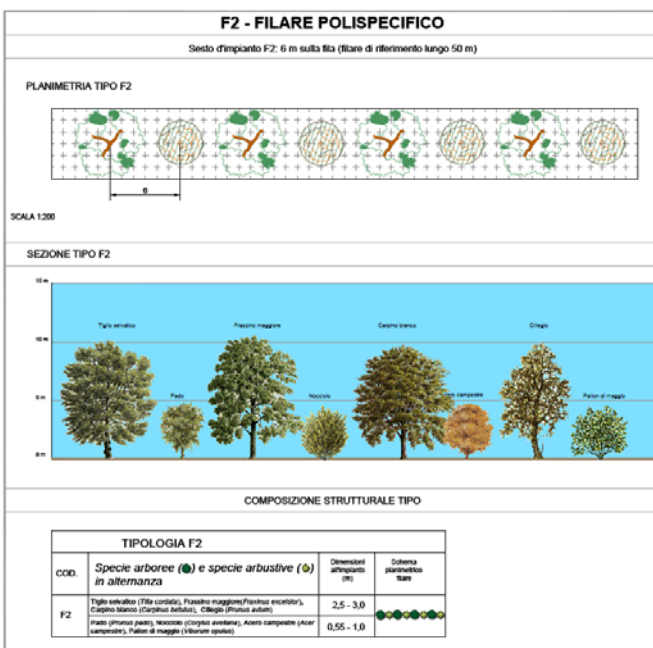 F2 - FILARE POLISPECIFICO
Sesto d'impianto F2: 6 m sulla fila (filare di riferimento lungo 50 m)
PLANIMETRIA TIPO F2
6
SCALA 1:200
SEZIONE TIPO F2
15 m
Tiglio selvatico Frassino maggiore Carpino bianco Ciliegio
10 m
Pado Nocciolo campestre Pallon di maggio
5 m
0 m
COMPOSIZIONE STRUTTURALE TIPO
TIPOLOGIA F2
COD.
Specie arboree ( ) e specie arbustive ( )
in alternanza
Dimensioni
all'impianto
(m)
Schema
planimetrico
filare
F2
Tiglio selvatico (Tilia cordata), Frassino maggiore(Fraxinus excelsior),
Carpino bianco (Carpinus betulus), Ciliegio (Prunus avium)
2,5 - 3,0
Pado (Prunus pado), Nocciolo (Corylus avellana), Acero campestre (Acer
campestre), Pallon di maggio (Viburum opulus)
0,55 - 1,0